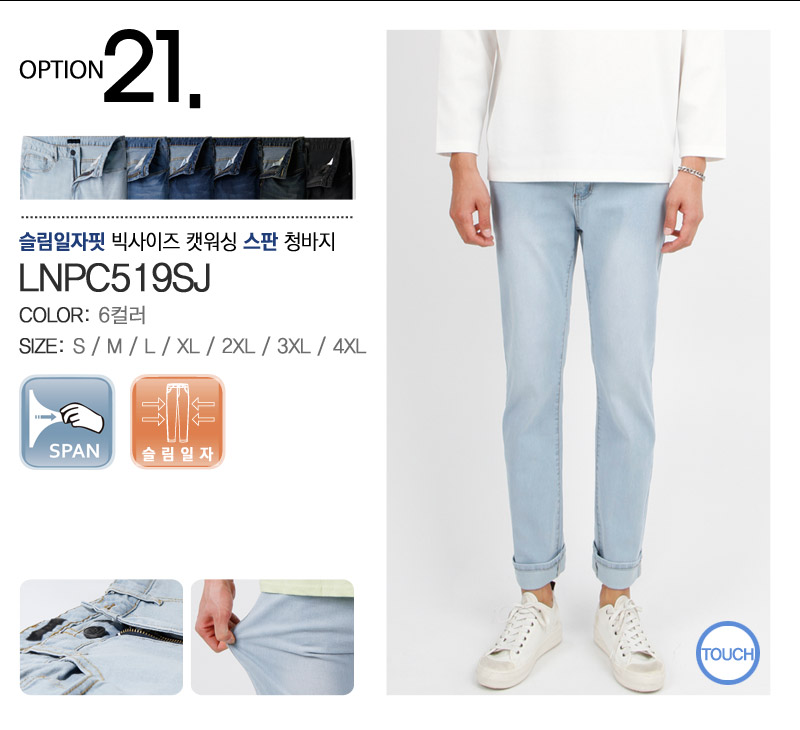 OPTION 21.
슬림일자핏 빅사이즈 캣워싱 스판 청바지
LNPC519SJ
COLOR: 6컬러
SIZE: S / M / L / XL / 2XL / 3XL / 4XL
SPAN
슬림일자
TOUCH